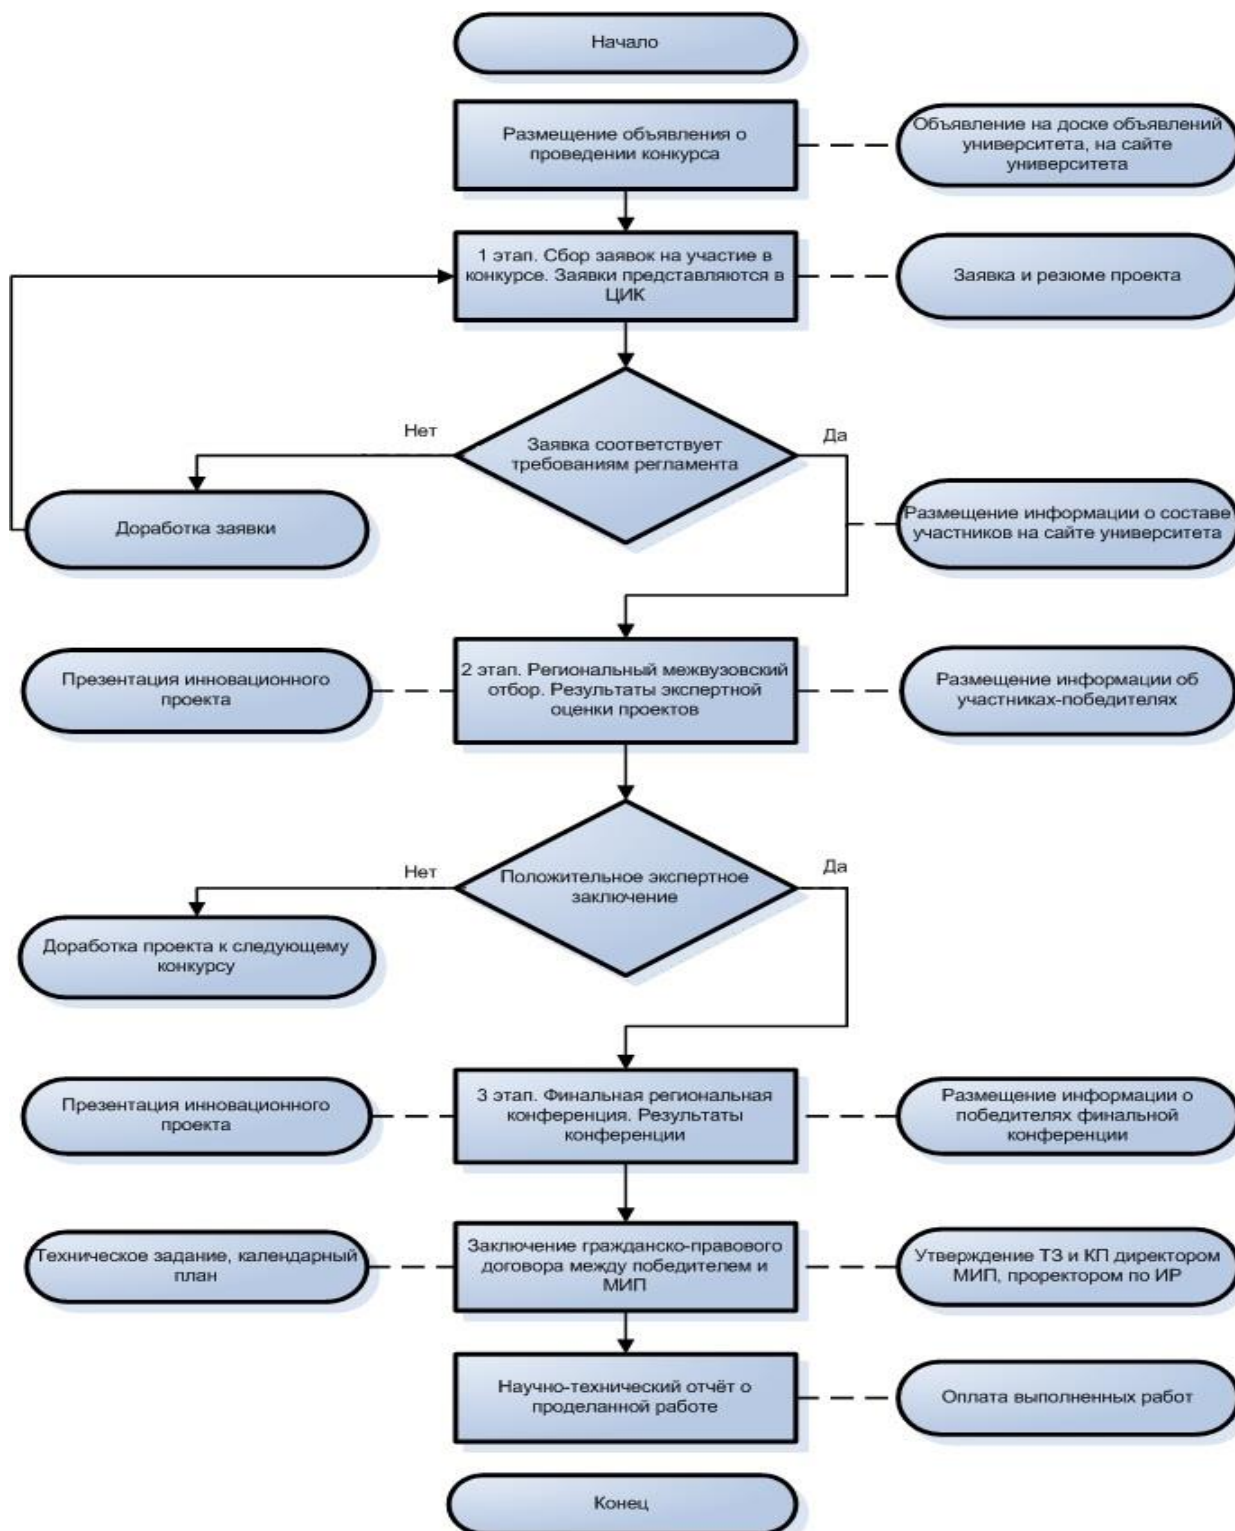 Начало
Размещение объявления о
проведении конкурса
Объявление на доске объявлений
университета, на сайте
университета
1 этап. Сбор заявок на участие в
конкурсе. Заявки представляются в
ЦИК
Заявка и резюме проекта
Нет
Заявка соответствует
требованиям регламента
Да
Доработка заявки
Размещение информации о составе
участников на сайте университета
Презентация инновационного
проекта
2 этап. Региональный межвузовский
отбор. Результаты экспертной
оценки проектов
Размещение информации об
участниках-победителях
Нет
Положительное экспертное
заключение
Да
Доработка проекта к следующему
конкурсу
Презентация инновационного
проекта
3 этап. Финальная региональная
конференция. Результаты
конференции
Размещение информации о
победителях финальной
конференции
Техническое задание, календарный
план
Заключение гражданско-правового
договора между победителем и
МИП
Утверждение ТЗ и КП директором
МИП, проректором по ИР
Научно-технический отчёт о
проделанной работе
Оплата выполненных работ
Конец